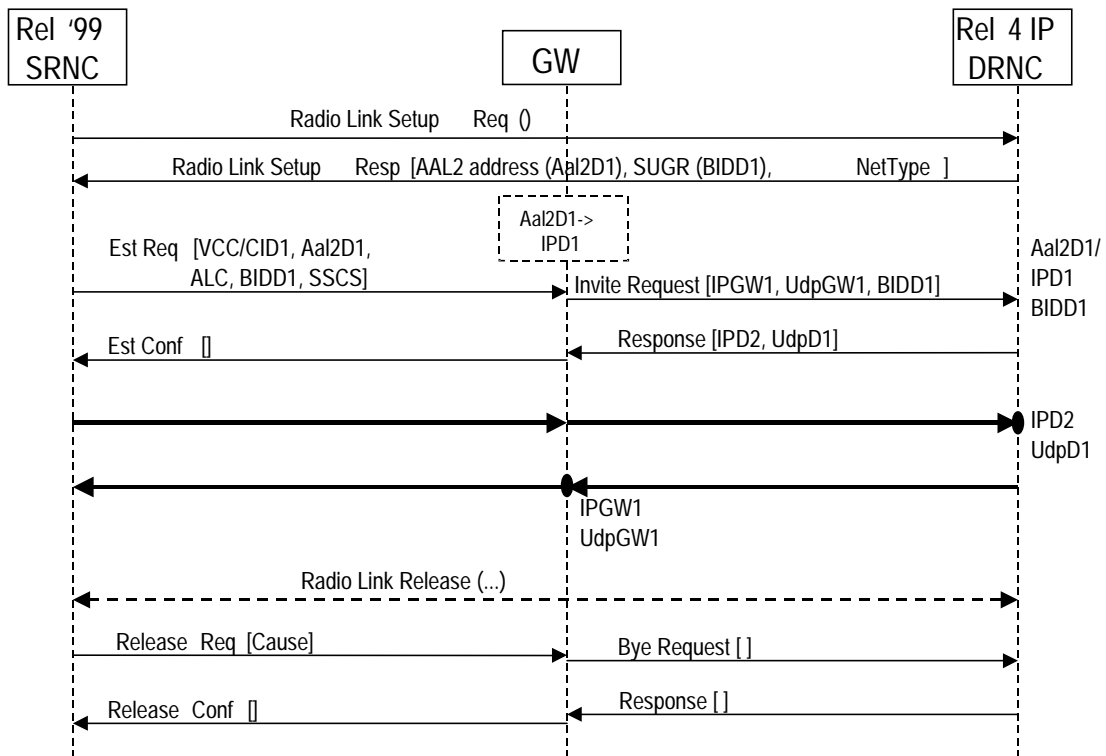 Rel '99
SRNC
GW
Rel 4 IP
DRNC
Radio Link Setup Req ()
Radio Link Setup Resp [AAL2 address (Aal2D1), SUGR (BIDD1), NetType ]
Aal2D1->
IPD1
Est Req [VCC/CID1, Aal2D1,
ALC, BIDD1, SSCS]
Invite Request [IPGW1, UdpGW1, BIDD1]
Aal2D1/
IPD1
BIDD1
Est Conf []
Response [IPD2, UdpD1]
IPD2
UdpD1
IPGW1
UdpGW1
Radio Link Release (...)
Release Req [Cause]
Bye Request [ ]
Release Conf []
Response [ ]